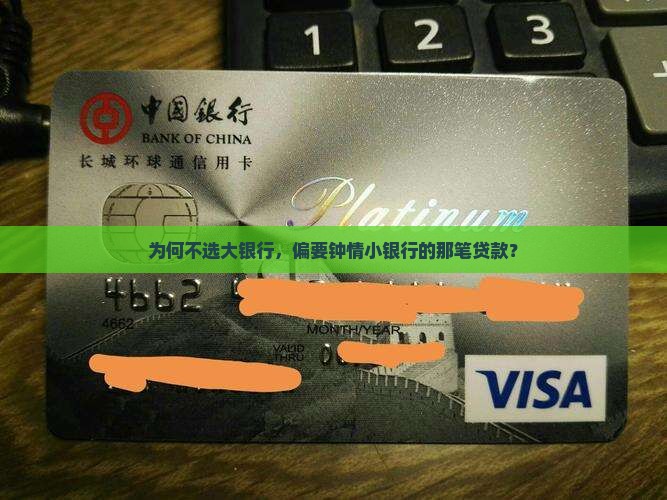 1 2 3
中國銀行
BANK OF CHINA
长城环球通信用卡
Platinum
为何不选大银行，偏要钟情小银行的那笔贷款？
4662
4662
MONTH/YEAR
VALID
THRU
VISA